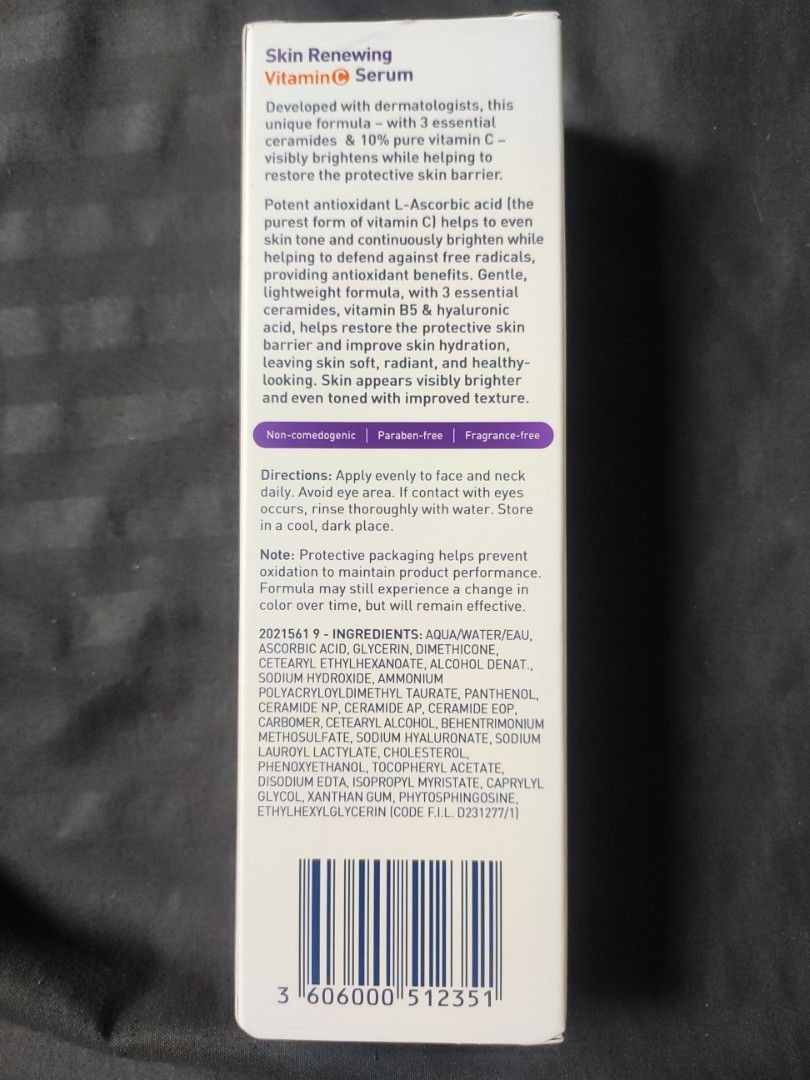 Skin Renewing
Vitamin C Serum
Developed with dermatologists, this
unique formula – with 3 essential
ceramides & 10% pure vitamin C –
visibly brightens while helping to
restore the protective skin barrier.
Potent antioxidant L-Ascorbic acid (the
purest form of vitamin C) helps to even
skin tone and continuously brighten while
helping to defend against free radicals,
providing antioxidant benefits. Gentle,
lightweight formula, with 3 essential
ceramides, vitamin B5 & hyaluronic
acid, helps restore the protective skin
barrier and improve skin hydration,
leaving skin soft, radiant, and healthy-
looking. Skin appears visibly brighter
and even toned with improved texture.
Non-comedogenic | Paraben-free | Fragrance-free
Directions: Apply evenly to face and neck
daily. Avoid eye area. If contact with eyes
occurs, rinse thoroughly with water. Store
in a cool, dark place.
Note: Protective packaging helps prevent
oxidation to maintain product performance.
Formula may still experience a change in
color over time, but will remain effective.
2021561 9 - INGREDIENTS: AQUA/WATER/EAU,
ASCORBIC ACID, GLYCERIN, DIMETHICONE,
CETEARYL ETHYLHEXANOATE, ALCOHOL DENAT.,
SODIUM HYDROXIDE, AMMONIUM
POLYACRYLOYLDIMETHYL TAURATE, PANTHENOL,
CERAMIDE NP, CERAMIDE AP, CERAMIDE EOP,
CARBOMER, CETEARYL ALCOHOL, BEHENTRIMONIUM
METHOSULFATE, SODIUM HYALURONATE, SODIUM
LAUROYL LACTYLATE, CHOLESTEROL,
PHENOXYETHANOL, TOCOPHERYL ACETATE,
DISODIUM EDTA, ISOPROPYL MYRISTATE, CAPRYLYL
GLYCOL, XANTHAN GUM, PHYTOSPHINGOSINE,
ETHYLHEXYLGLYCERIN (CODE F.I.L. D231277/1)
3 606000 512351